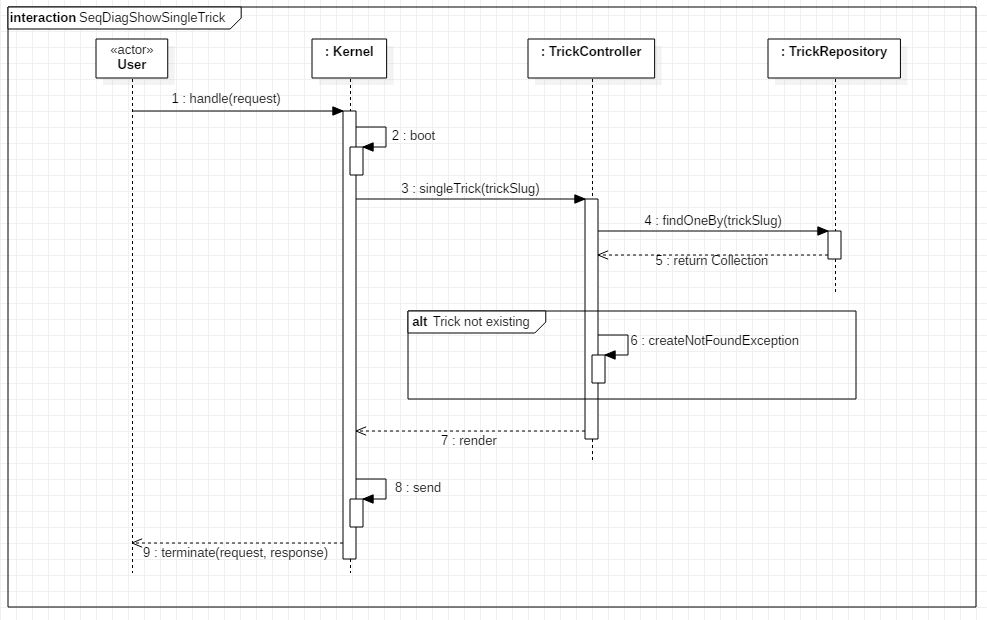 interaction SeqDiagShowSingleTrick
«actor»
User
: Kernel
: TrickController
: TrickRepository
1 : handle(request)
2 : boot
3 : singleTrick(trickSlug)
4 : findOneBy(trickSlug)
5 : return Collection
alt Trick not existing
6 : createNotFoundException
7 : render
8 : send
9 : terminate(request, response)